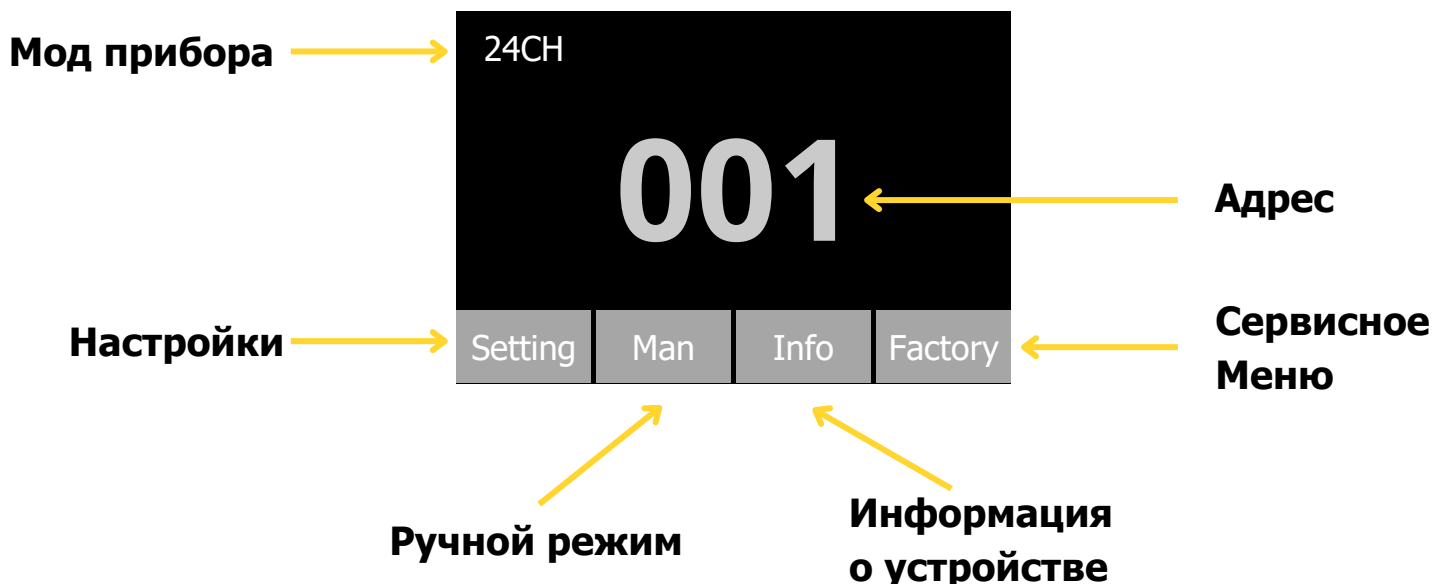 Мод прибора
24CH
001
Адрес
Настройки
Setting
Man
Info
Factory
Сервисное
Меню
Ручной режим
Информация
о устройстве